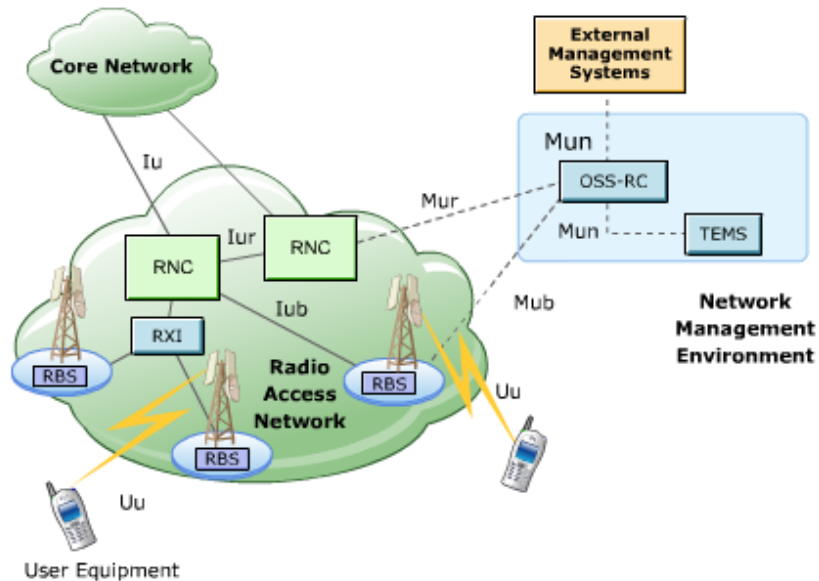 External
Management
Systems
Core Network
Mun
Iu
OSS-RC
Mur
Iur
RNC
Mun
TEMS
RNC
Iub
Mub
Network
Management
Environment
RXI
Radio
Access
Network
RBS
RBS
Uu
RBS
Uu
User Equipment